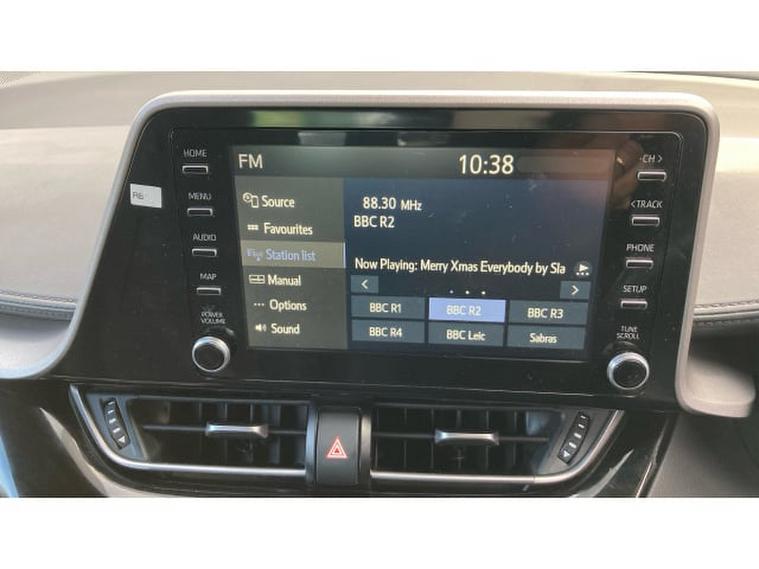 HOME
MENU
AUDIO
MAP
POWER
VOLUME
FM
10:38
Source
Favourites
Station list
Manual
Options
Sound
88.30 MHz
BBC R2
Now Playing: Merry Xmas Everybody by Sla
BBC R1
BBC R2
BBC R3
BBC R4
BBC Leic
Sabras
CH >
< TRACK
PHONE
SETUP
TUNE
SCROLL